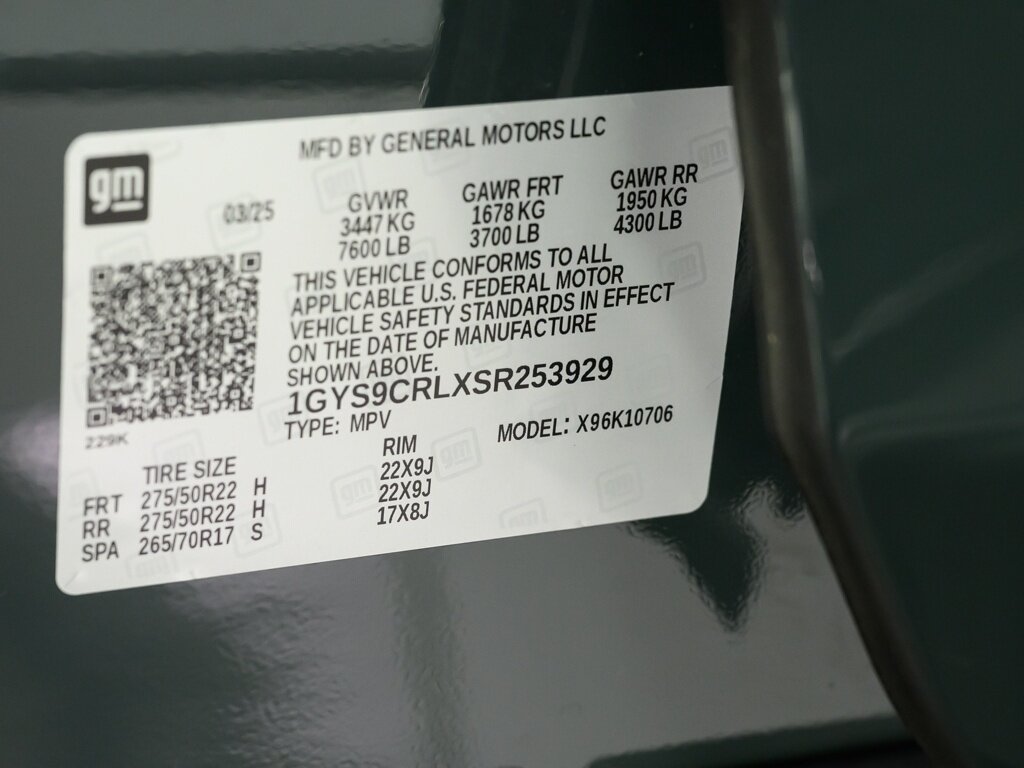 MFD BY GENERAL MOTORS LLC
gm
03/25
GVWR GAWR FRT GAWR RR
3447 KG 1678 KG 1950 KG
7600 LB 3700 LB 4300 LB
THIS VEHICLE CONFORMS TO ALL
APPLICABLE U.S. FEDERAL MOTOR
VEHICLE SAFETY STANDARDS IN EFFECT
ON THE DATE OF MANUFACTURE
SHOWN ABOVE.
1GYS9CRLXSR253929
229K
TYPE: MPV MODEL: X96K10706
TIRE SIZE RIM
FRT 275/50R22 H 22X9J
RR 275/50R22 H 22X9J
SPA 265/70R17 S 17X8J